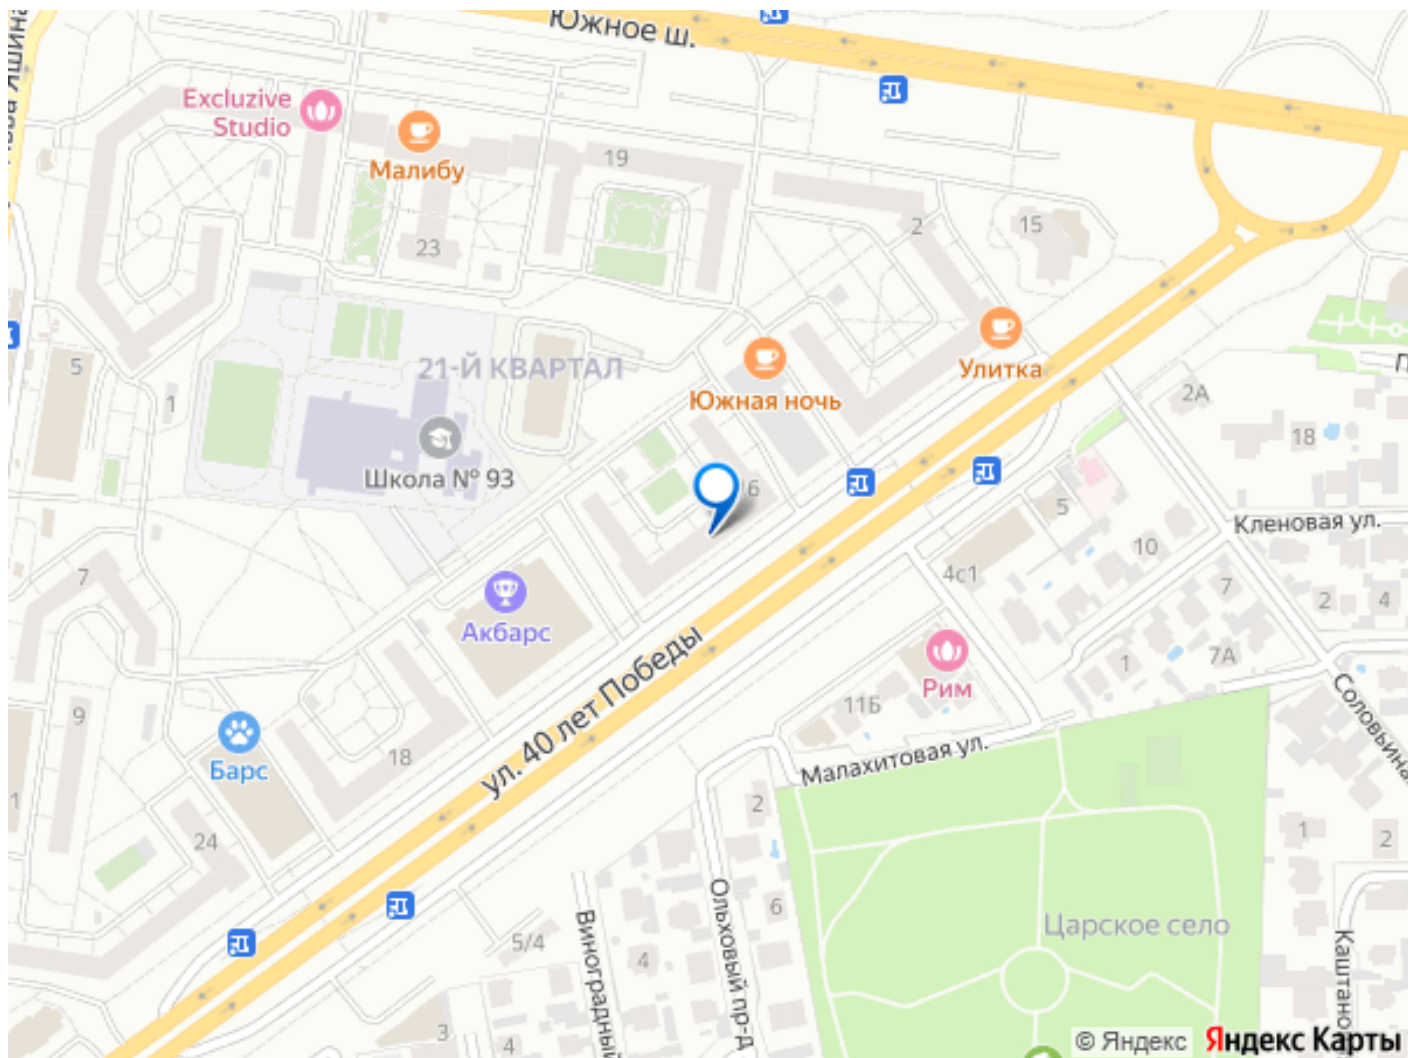 Южное ш.
Excluzive
Studio
Малибу
19
23
2
15
21-Й КВАРТАЛ
Улитка
Южная ночь
5
1
Школа № 93
2А
18
6
Кленовая ул.
5
10
4с1
7
2
4
7
Акбарс
Рим
1
7А
Соловьиная
11Б
ул. 40 лет Победы
Малахитовая ул.
9
Барс
18
1
24
2
1
2
6
Ольховый пр-д
Виноградный
5/4
4
Царское село
Каштано
3
4
© Яндекс Яндекс Карты